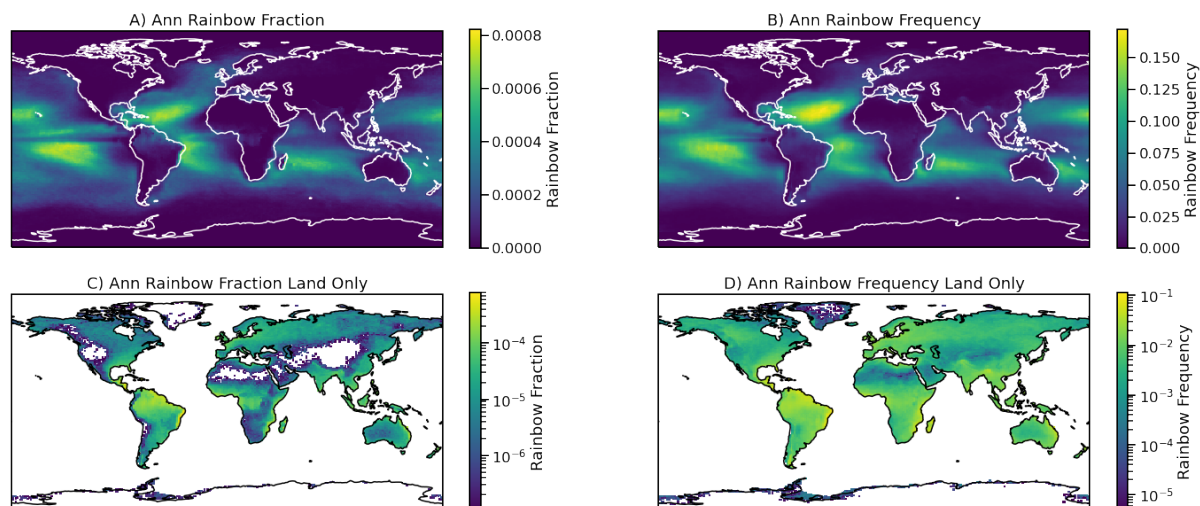 A) Ann Rainbow Fraction
0.0008
0.0006
0.0004
0.0002
0.0000
Rainbow Fraction
B) Ann Rainbow Frequency
0.150
0.125
0.100
0.075
0.050
0.025
0.000
Rainbow Frequency
C) Ann Rainbow Fraction Land Only
10⁻⁴
10⁻⁵
10⁻⁶
Rainbow Fraction
D) Ann Rainbow Frequency Land Only
10⁻¹
10⁻²
10⁻³
10⁻⁴
10⁻⁵
Rainbow Frequency